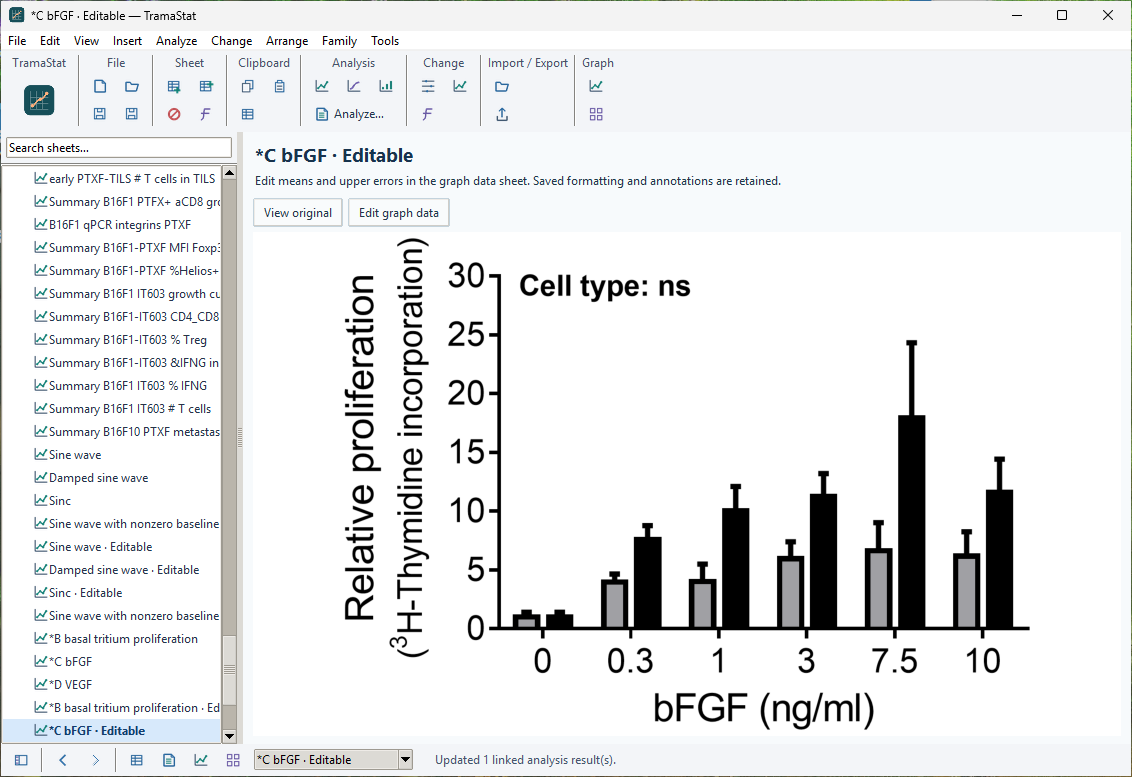 *C bFGF · Editable — TramaStat
File Edit View Insert Analyze Change Arrange Family Tools
TramaStat File Sheet Clipboard Analysis Change Import / Export Graph
Analyze...
Search sheets...
early PTXF-TILS # T cells in TILS
Summary B16F1 PTFX+ aCD8 gro
B16F1 qPCR integrins PTXF
Summary B16F1-PTXF MFI Foxp3
Summary B16F1-PTXF %Helios+
Summary B16F1 IT603 growth cu
Summary B16F1-IT603 CD4_CD8
Summary B16F1-IT603 % Treg
Summary B16F1-IT603 &IFNG in
Summary B16F1 IT603 % IFNG
Summary B16F1 IT603 # T cells
Summary B16F10 PTXF metastas
Sine wave
Damped sine wave
Sinc
Sine wave with nonzero baseline
Sine wave · Editable
Damped sine wave · Editable
Sinc · Editable
Sine wave with nonzero baseline
*B basal tritium proliferation
*C bFGF
*D VEGF
*B basal tritium proliferation · Ed
*C bFGF · Editable
*C bFGF · Editable
Edit means and upper errors in the graph data sheet. Saved formatting and annotations are retained.
View original Edit graph data
Relative proliferation
(³H-Thymidine incorporation)
Cell type: ns
30
25
20
15
10
5
0
0 0.3 1 3 7.5 10
bFGF (ng/ml)
*C bFGF · Editable
Updated 1 linked analysis result(s).